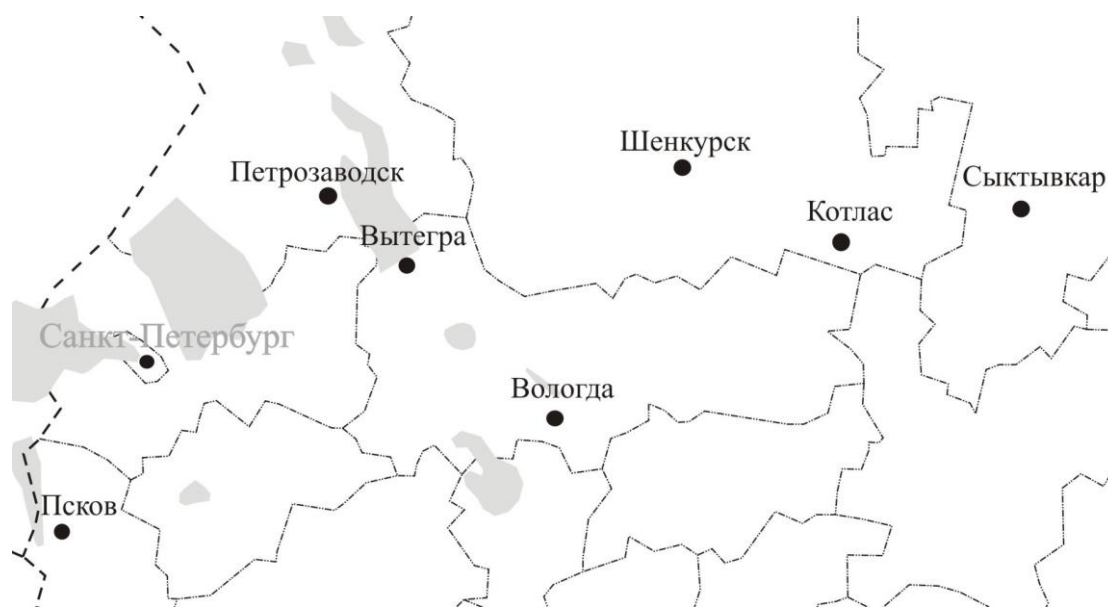 Шенкурск
Петрозаводск
Сыктывкар
Котлас
Вытегра
Санкт-Петербург
Вологда
Псков